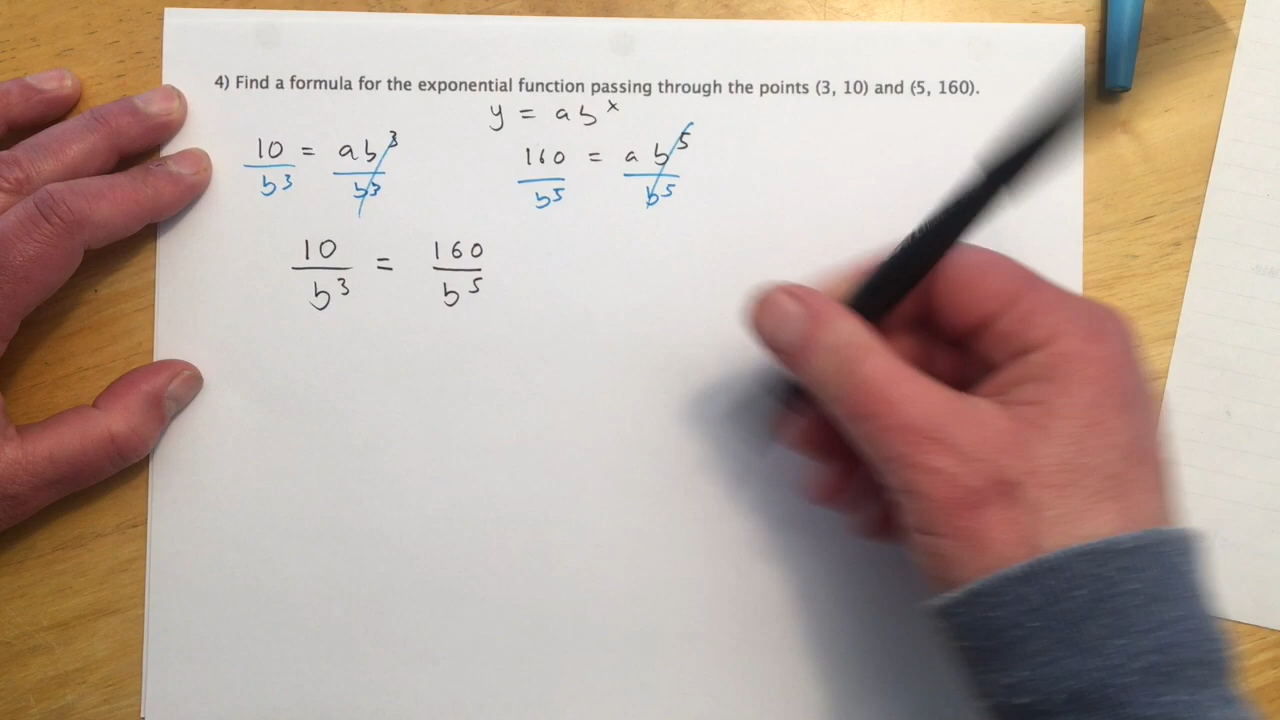 4) Find a formula for the exponential function passing through the points (3, 10) and (5, 160).
y = ab^x
10/b^3 = ab^3/b^3    160/b^5 = ab^5/b^5
10/b^3 = 160/b^5